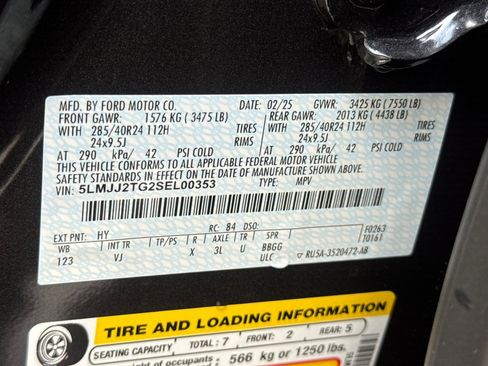 MFD. BY FORD MOTOR CO. 02/25 GVWR: 3425 KG (7550 LB)
FRONT GAWR: 1576 KG (3475 LB) REAR GAWR: 2013 KG (4438 LB)
WITH 285/40R24 112H TIRES WITH 285/40R24 112H TIRES
24x9.5J RIMS 24x9.5J RIMS
AT 290 kPa/ 42 PSI COLD AT 290 kPa/ 42 PSI COLD
THIS VEHICLE CONFORMS TO ALL APPLICABLE FEDERAL MOTOR VEHICLE
SAFETY STANDARDS IN EFFECT ON THE DATE OF MANUFACTURE SHOWN ABOVE.
VIN: 5LMJJ2TG2SEL00353 TYPE: MPV
EXT PNT: HY RC: 84 DSO: F0263
WB INT TR TP/PS R AXLE TR SPR T0161
123 VJ X 3L U BBGG
ULC RU5A-3520472-AB
TIRE AND LOADING INFORMATION
SEATING CAPACITY TOTAL: 7 FRONT: 2 REAR: 5
of occupants 566 kg or 1250 lbs.